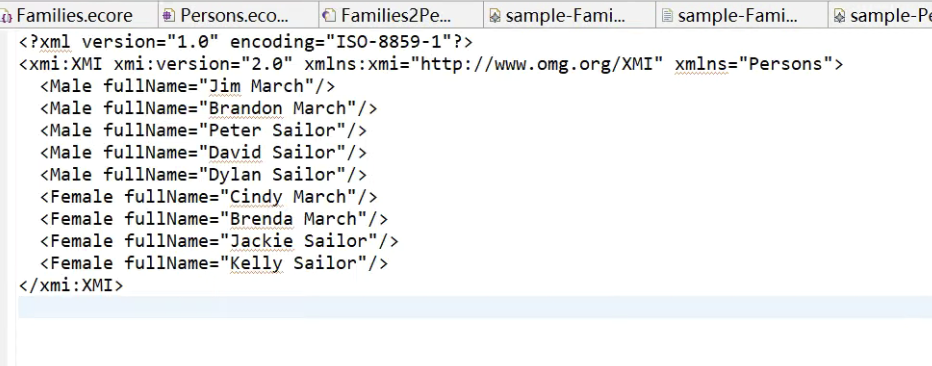 Families.ecore Persons.eco... Families2Pe... sample-Fami... sample-Fami... sample-Pe
<?xml version="1.0" encoding="ISO-8859-1"?>
<xmi:XMI xmi:version="2.0" xmlns:xmi="http://www.omg.org/XMI" xmlns="Persons">
<Male fullName="Jim March"/>
<Male fullName="Brandon March"/>
<Male fullName="Peter Sailor"/>
<Male fullName="David Sailor"/>
<Male fullName="Dylan Sailor"/>
<Female fullName="Cindy March"/>
<Female fullName="Brenda March"/>
<Female fullName="Jackie Sailor"/>
<Female fullName="Kelly Sailor"/>
</xmi:XMI>